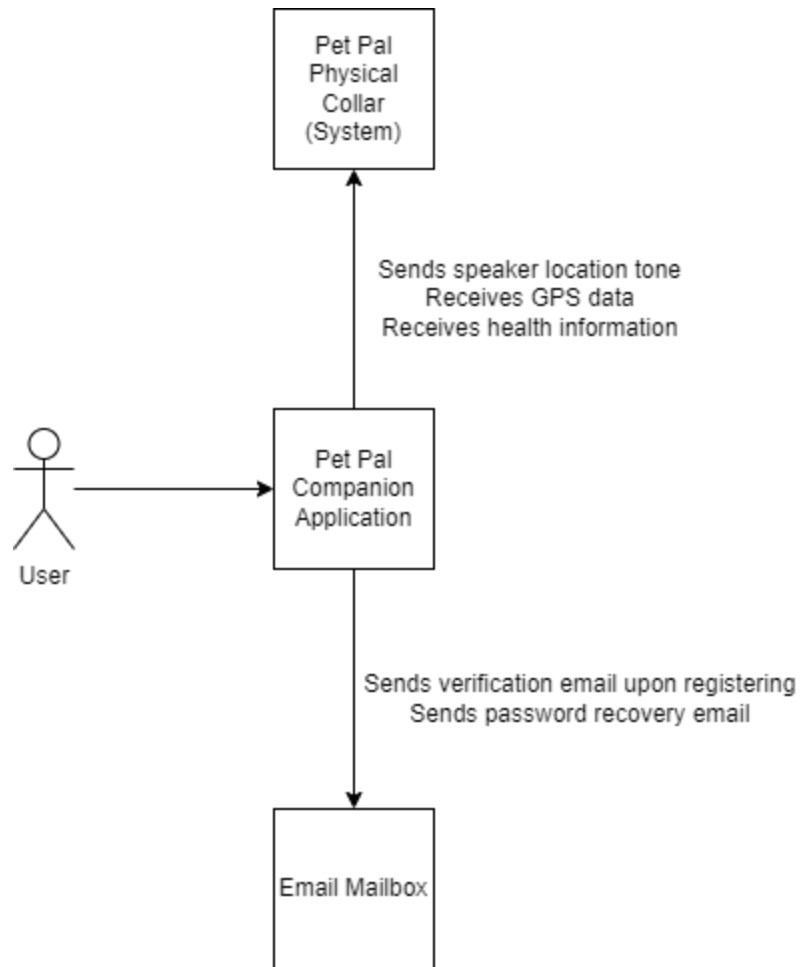 Pet Pal
Physical
Collar
(System)
Sends speaker location tone
Receives GPS data
Receives health information
Pet Pal
Companion
Application
User
Sends verification email upon registering
Sends password recovery email
Email Mailbox